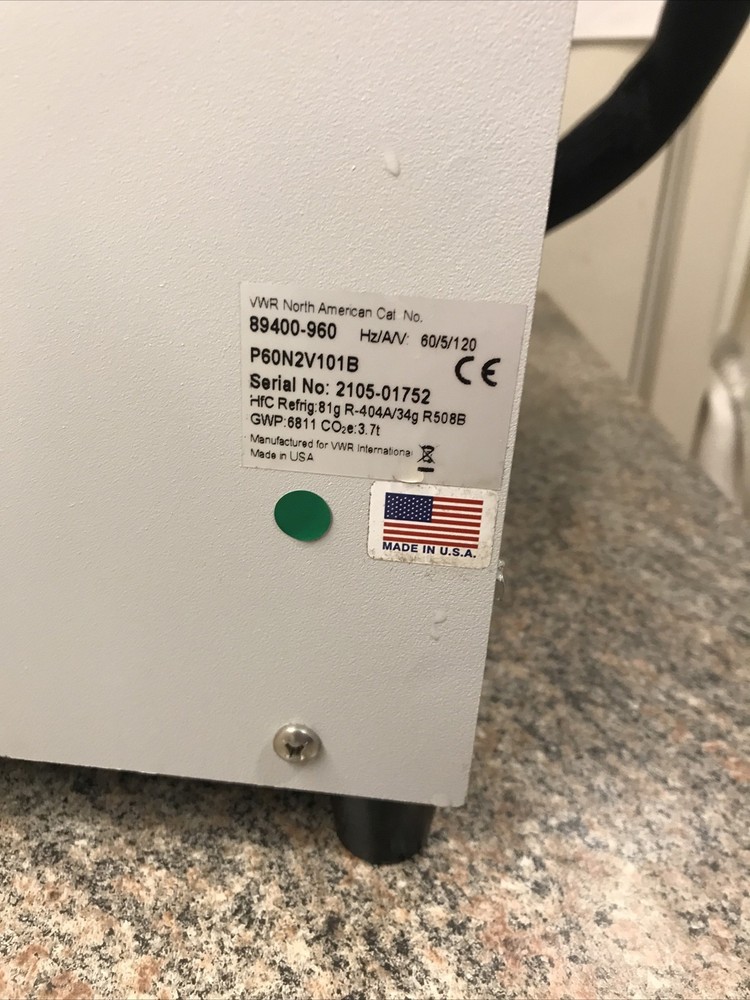 VWR North American Cat No.
89400-960 Hz/A/V: 60/5/120
P60N2V101B
CE
Serial No: 2105-01752
HfC Refrig:81g R-404A/34g R508B
GWP:6811 CO₂e:3.7t
Manufactured for VWR International
Made in USA
MADE IN U.S.A.